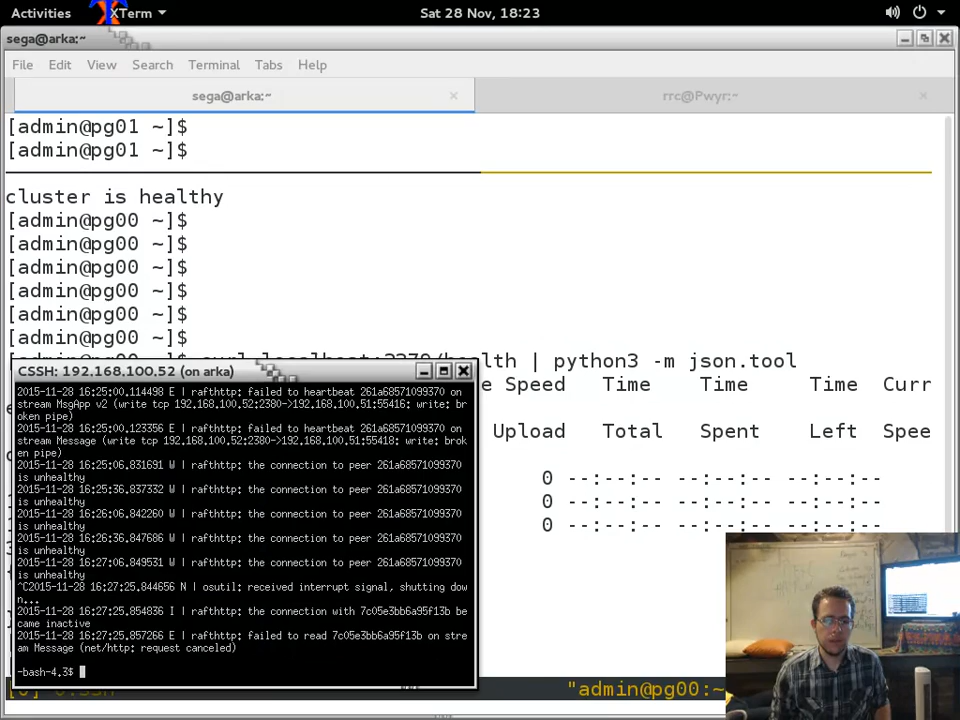 Activities XTerm Sat 28 Nov, 18:23
sega@arka:~
File Edit View Search Terminal Tabs Help
sega@arka:~ rrc@Pwyr:~
[admin@pg01 ~]$
[admin@pg01 ~]$
cluster is healthy
[admin@pg00 ~]$
[admin@pg00 ~]$
[admin@pg00 ~]$
[admin@pg00 ~]$
[admin@pg00 ~]$
[admin@pg00 ~]$
| python3 -m json.tool
Speed Time Time Time Curr
Upload Total Spent Left Spee
0 --:--:-- --:--:-- --:--:--
0 --:--:-- --:--:-- --:--:--
0 --:--:-- --:--:-- --:--:--
"admin@pg00:~
CSSH: 192.168.100.52 (on arka)
2015-11-28 16:25:00.114498 E | rafthttp: failed to heartbeat 261a68571099370 on
stream MsgApp v2 (write tcp 192.168.100.52:2380->192.168.100.51:55416: write: br
oken pipe)
2015-11-28 16:25:00.123356 E | rafthttp: failed to heartbeat 261a68571099370 on
stream Message (write tcp 192.168.100.52:2380->192.168.100.51:55418: write: brok
en pipe)
2015-11-28 16:25:06.831691 W | rafthttp: the connection to peer 261a68571099370
is unhealthy
2015-11-28 16:25:36.837332 W | rafthttp: the connection to peer 261a68571099370
is unhealthy
2015-11-28 16:26:06.842260 W | rafthttp: the connection to peer 261a68571099370
is unhealthy
2015-11-28 16:26:36.847686 W | rafthttp: the connection to peer 261a68571099370
is unhealthy
2015-11-28 16:27:06.849531 W | rafthttp: the connection to peer 261a68571099370
is unhealthy
^C2015-11-28 16:27:25.844656 N | osutil: received interrupt signal, shutting dow
n...
2015-11-28 16:27:25.854836 I | rafthttp: the connection with 7c05e3bb6a95f13b be
came inactive
2015-11-28 16:27:25.857266 E | rafthttp: failed to read 7c05e3bb6a95f13b on stre
am Message (net/http: request canceled)
-bash-4.3$